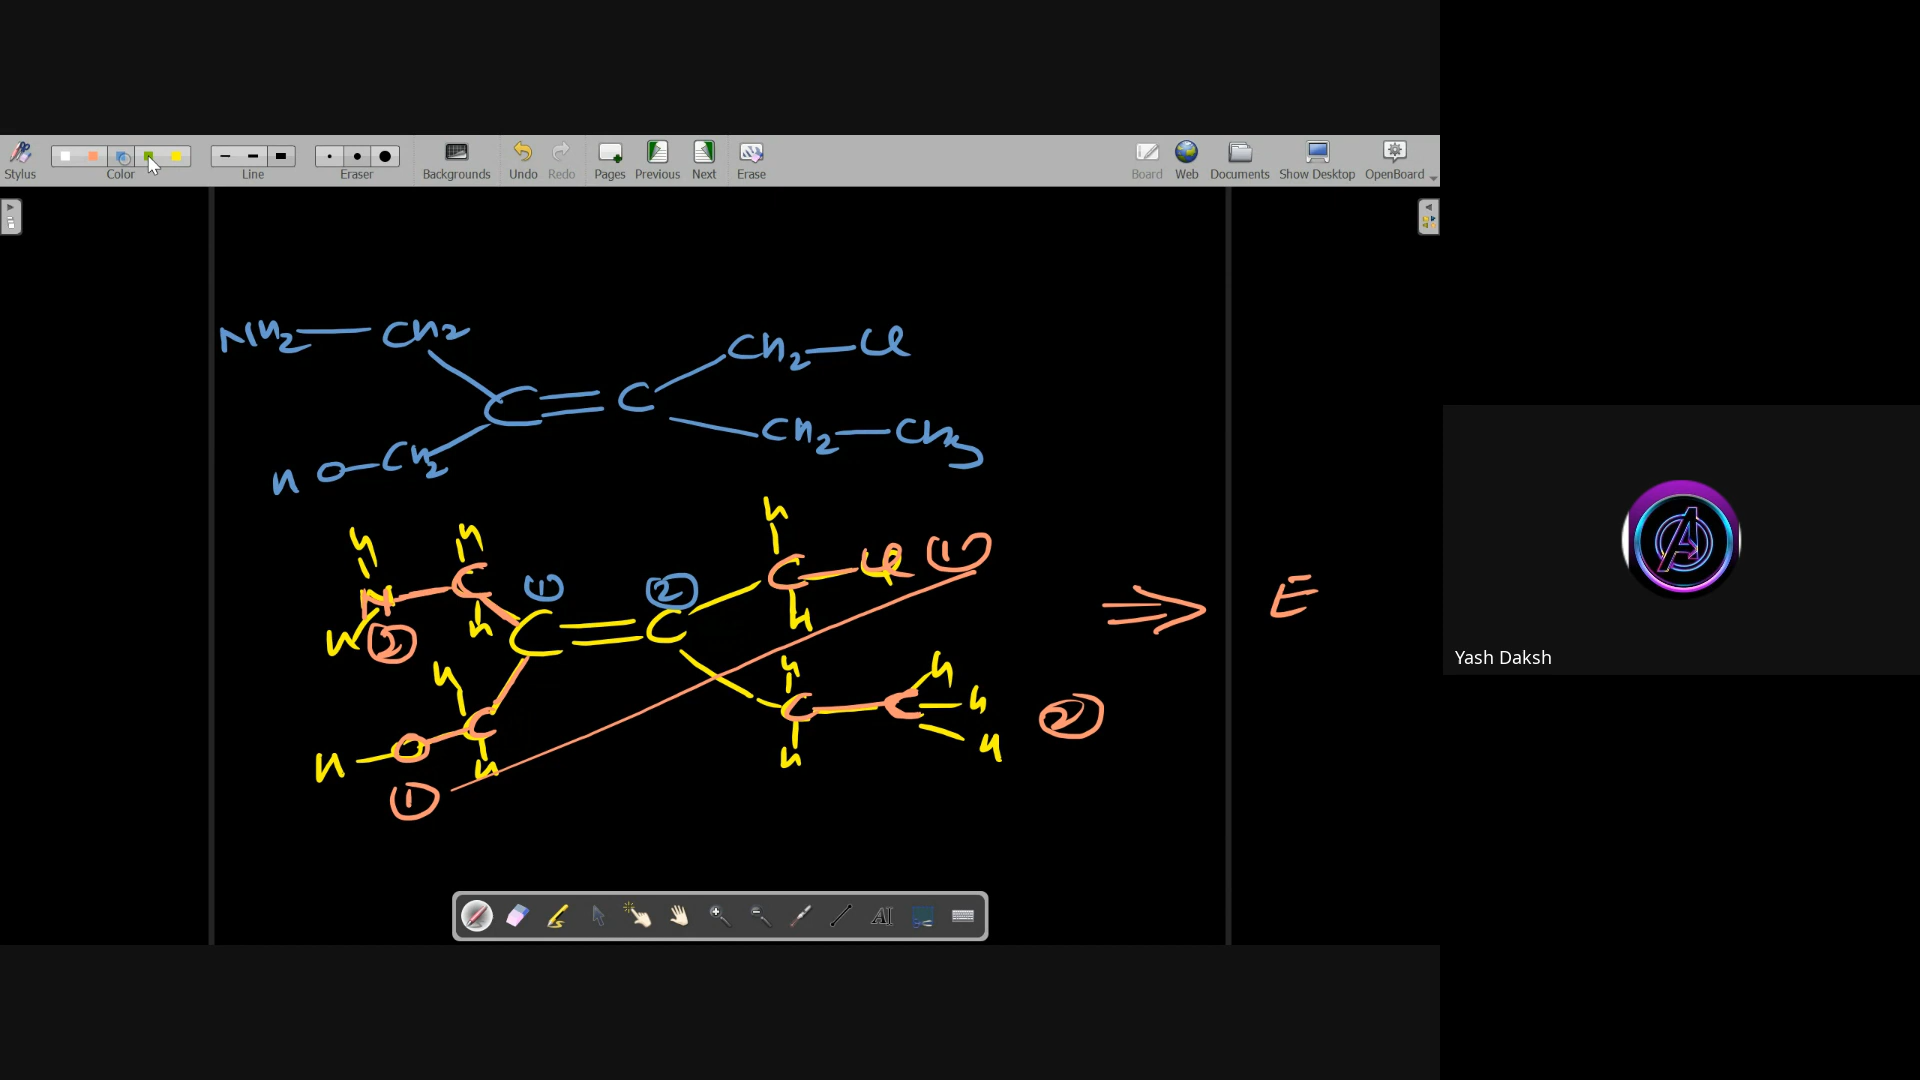 Stylus
Color
Line
Eraser
Backgrounds
Undo
Redo
Pages
Previous
Next
Erase
Board
Web
Documents
Show Desktop
OpenBoard
NH2—CH2
CH2—Cl
C=C
CH2—CH3
HO—CH2
H H H
N—C ① ② C—Cl ①
H ② H C=C H
H H H
C C—C H ②
H—O H H H
①
⇒ E
Yash Daksh